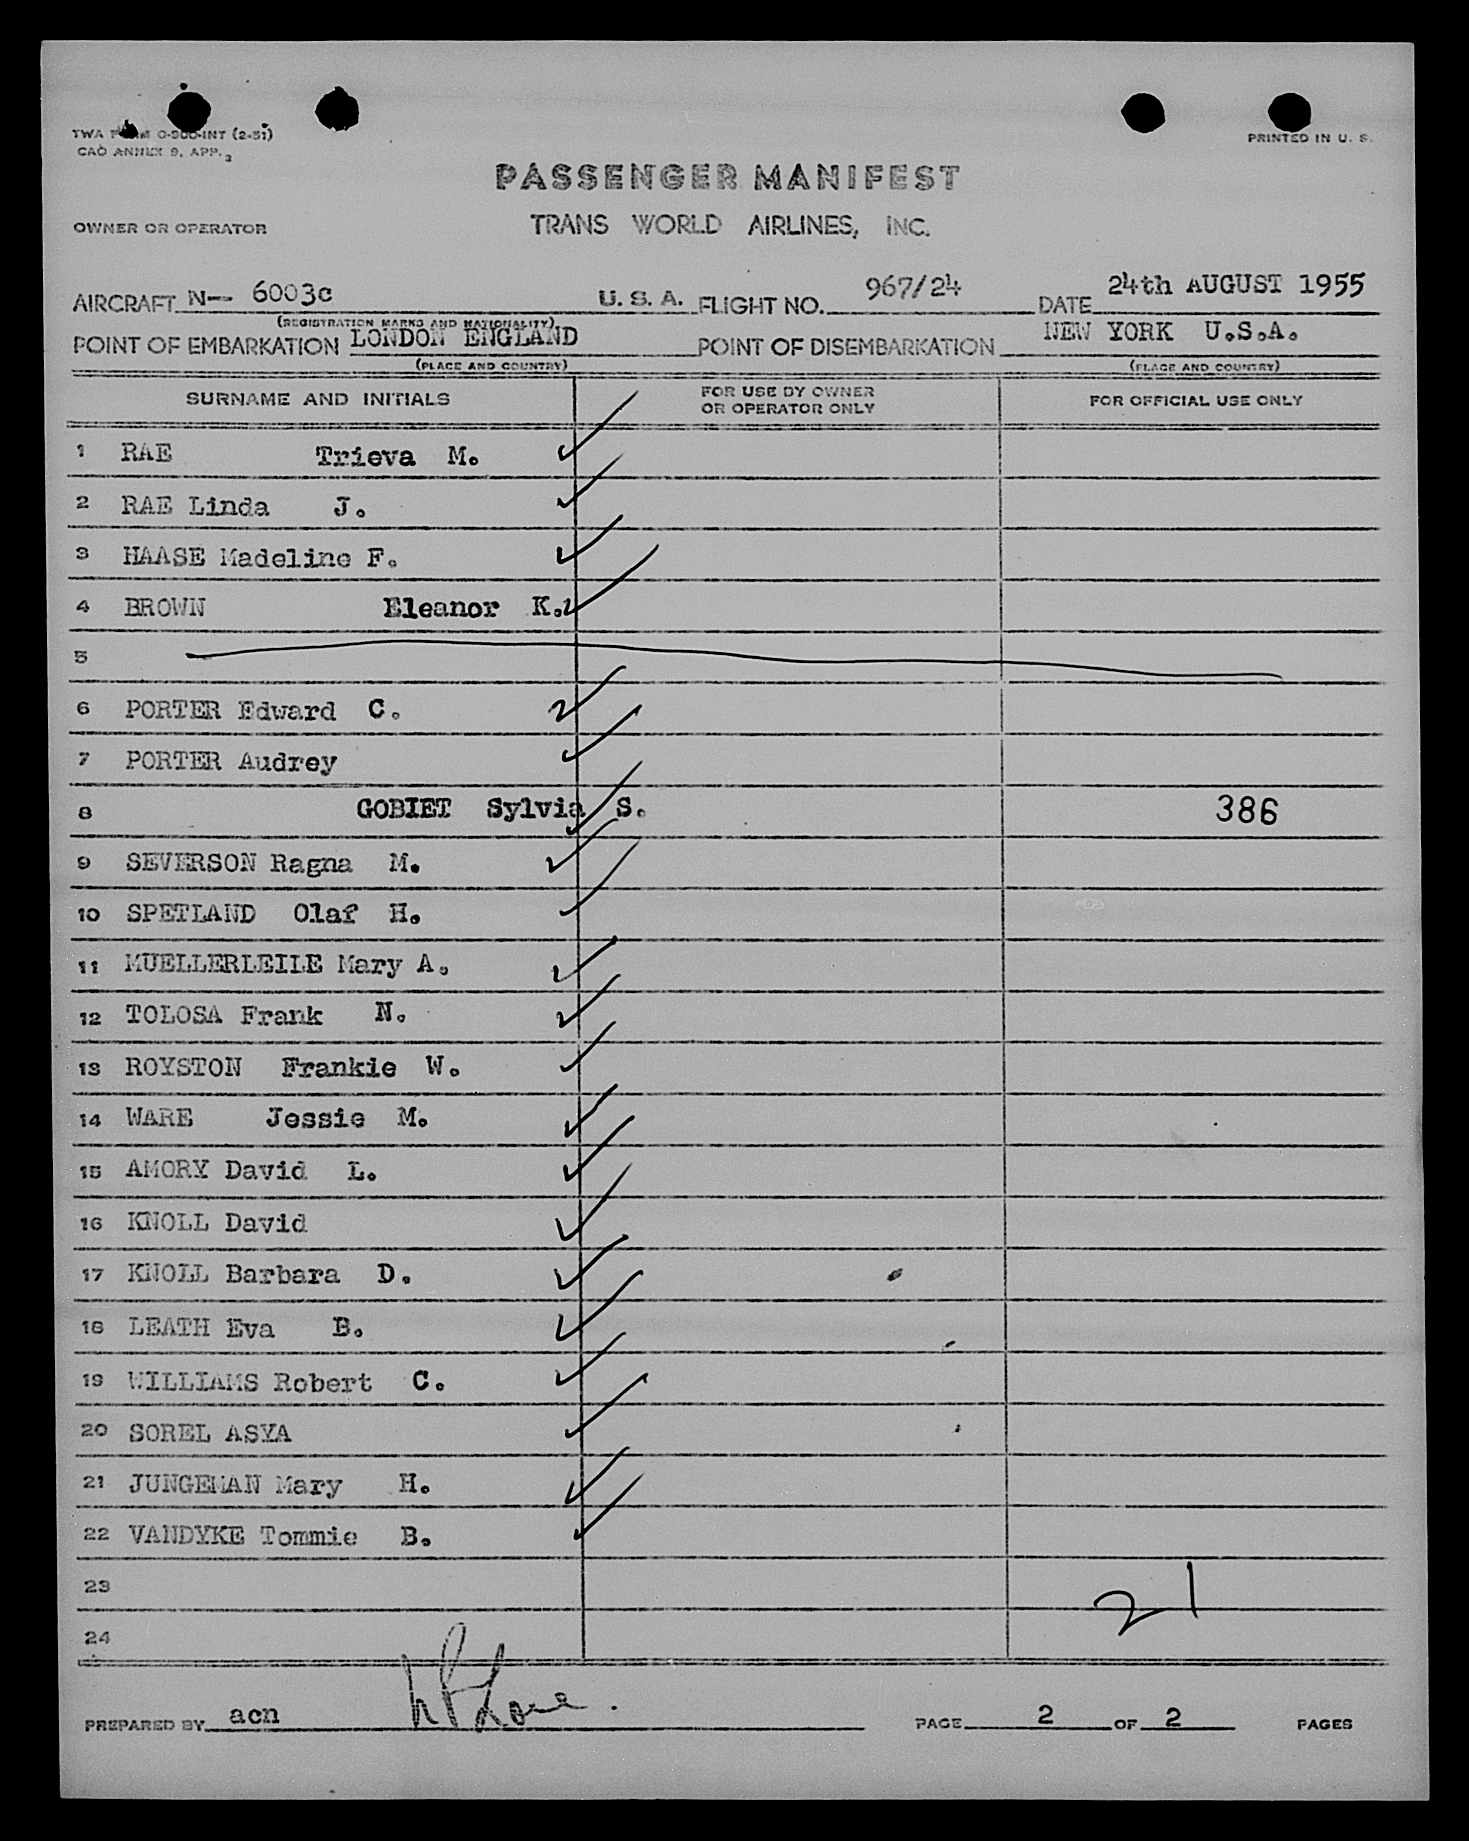 TWA FORM O-900-INT (2-51)
CAO ANNEX 9, APP. 3
PRINTED IN U. S.
PASSENGER MANIFEST
OWNER OR OPERATOR TRANS WORLD AIRLINES, INC.
AIRCRAFT N-- 6003c U. S. A. FLIGHT NO. 967/24 DATE 24th AUGUST 1955
(REGISTRATION MARKS AND NATIONALITY)
POINT OF EMBARKATION LONDON ENGLAND POINT OF DISEMBARKATION NEW YORK U.S.A.
(PLACE AND COUNTRY) (PLACE AND COUNTRY)
SURNAME AND INITIALS FOR USE BY OWNER OR OPERATOR ONLY FOR OFFICIAL USE ONLY
1 RAE Trieva M.
2 RAE Linda J.
3 HAASE Madeline F.
4 BROWN Eleanor K.
5
6 PORTER Edward C.
7 PORTER Audrey
8 GOBIET Sylvia S. 386
9 SEVERSON Ragna M.
10 SPETLAND Olaf H.
11 MUELLERLEILE Mary A.
12 TOLOSA Frank N.
13 ROYSTON Frankie W.
14 WARE Jessie M.
15 AMORY David L.
16 KNOLL David
17 KNOLL Barbara D.
18 LEATH Eva B.
19 WILLIAMS Robert C.
20 SOREL ASYA
21 JUNGEMAN Mary H.
22 VANDYKE Tommie B.
23
21
24
PREPARED BY acn PAGE 2 OF 2 PAGES